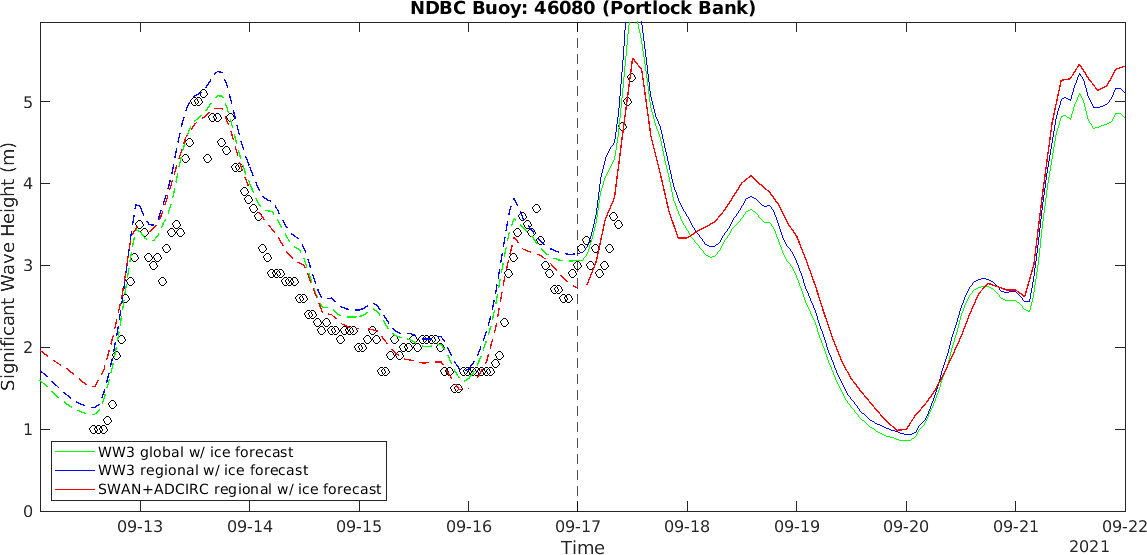 NDBC Buoy: 46080 (Portlock Bank)
Significant Wave Height (m)
5
4
3
2
1
0
WW3 global w/ ice forecast
WW3 regional w/ ice forecast
SWAN+ADCIRC regional w/ ice forecast
09-13 09-14 09-15 09-16 09-17 09-18 09-19 09-20 09-21 09-22
Time
2021